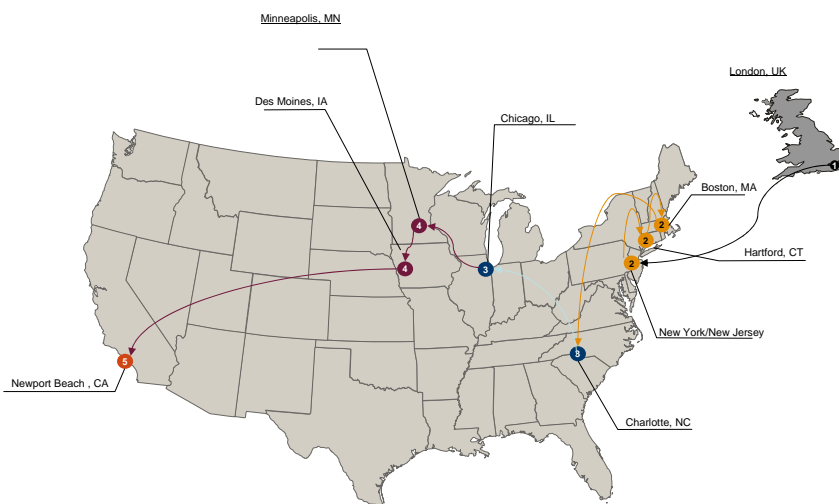 Minneapolis, MN
London, UK
Des Moines, IA
Chicago, IL
1
Boston, MA
4
2
2
Hartford, CT
2
4
3
New York/New Jersey
3
5
Newport Beach , CA
Charlotte, NC